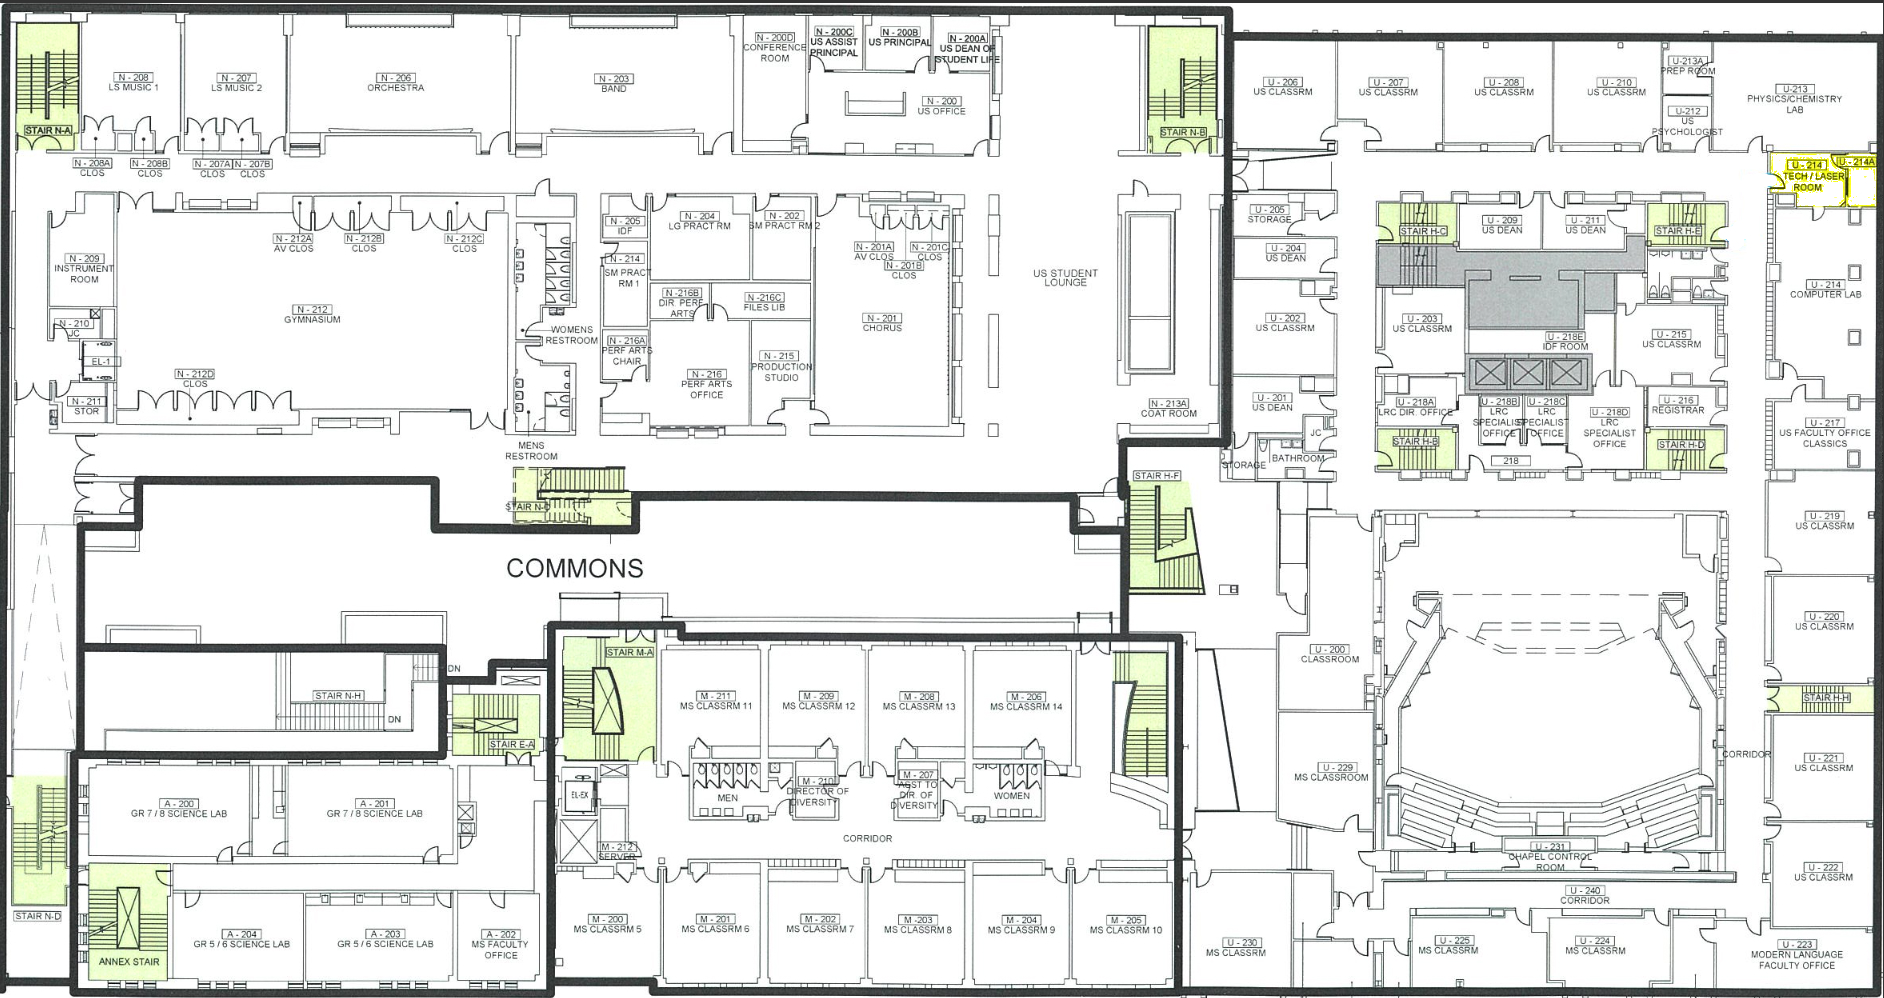 N - 200D
CONFERENCE
ROOM
N - 200C
US ASSIST
PRINCIPAL
N - 200B
US PRINCIPAL
N - 200A
US DEAN OF
STUDENT LIFE
N - 208
LS MUSIC 1
N - 207
LS MUSIC 2
N - 206
ORCHESTRA
N - 203
BAND
N - 200
US OFFICE
STAIR N-A
STAIR N-B
U - 206
US CLASSRM
U - 207
US CLASSRM
U - 208
US CLASSRM
U - 210
US CLASSRM
U-213A
PREP ROOM
U-212
US
PSYCHOLOGIST
U-213
PHYSICS/CHEMISTRY
LAB
N - 208A
CLOS
N - 208B
CLOS
N - 207A
CLOS
N - 207B
CLOS
U - 214
TECH / LASER
ROOM
U - 214A
N - 209
INSTRUMENT
ROOM
N - 212A
AV CLOS
N - 212B
CLOS
N - 212C
CLOS
N - 205
IDF
N - 204
LG PRACT RM
N - 202
SM PRACT RM 2
N - 214
SM PRACT
RM 1
N - 201A
AV CLOS
N - 201B
CLOS
N - 201C
CLOS
US STUDENT
LOUNGE
U - 205
STORAGE
U - 204
US DEAN
STAIR H-C
U - 209
US DEAN
U - 211
US DEAN
STAIR H-E
N - 212
GYMNASIUM
N -216B
DIR. PERF
ARTS
N -216C
FILES LIB
N - 201
CHORUS
U - 202
US CLASSRM
U - 203
US CLASSRM
U - 218E
IDF ROOM
U - 215
US CLASSRM
U - 214
COMPUTER LAB
N - 210
JC
EL-1
WOMENS
RESTROOM
N - 216A
PERF ARTS
CHAIR
N - 216
PERF ARTS
OFFICE
N - 215
PRODUCTION
STUDIO
N - 212D
CLOS
N - 211
STOR
MENS
RESTROOM
N - 213A
COAT ROOM
U - 201
US DEAN
JC
STORAGE
BATHROOM
U - 218A
LRC DIR. OFFICE
U - 218B
LRC
SPECIALIST
OFFICE
U - 218C
LRC
SPECIALIST
OFFICE
U - 218D
LRC
SPECIALIST
OFFICE
U - 216
REGISTRAR
STAIR H-B
218
STAIR H-D
U - 217
US FACULTY OFFICE
CLASSICS
STAIR N-C
STAIR H-F
COMMONS
U - 219
US CLASSRM
U - 220
US CLASSRM
STAIR H-H
U - 200
CLASSROOM
STAIR N-H
DN
DN
STAIR E-A
STAIR M-A
M - 211
MS CLASSRM 11
M - 209
MS CLASSRM 12
M - 208
MS CLASSRM 13
M - 206
MS CLASSRM 14
U - 229
MS CLASSROOM
CORRIDOR
U - 221
US CLASSRM
A - 200
GR 7 / 8 SCIENCE LAB
A - 201
GR 7 / 8 SCIENCE LAB
EL-EX
MEN
M - 210
DIRECTOR OF
DIVERSITY
M - 207
ASST TO
DIR. OF
DIVERSITY
WOMEN
CORRIDOR
M - 212
SERVER
U - 231
CHAPEL CONTROL
ROOM
U - 222
US CLASSRM
U - 240
CORRIDOR
STAIR N-D
ANNEX STAIR
A - 204
GR 5 / 6 SCIENCE LAB
A - 203
GR 5 / 6 SCIENCE LAB
A - 202
MS FACULTY
OFFICE
M - 200
MS CLASSRM 5
M - 201
MS CLASSRM 6
M - 202
MS CLASSRM 7
M -203
MS CLASSRM 8
M - 204
MS CLASSRM 9
M - 205
MS CLASSRM 10
U - 230
MS CLASSRM
U - 225
MS CLASSRM
U - 224
MS CLASSRM
U - 223
MODERN LANGUAGE
FACULTY OFFICE